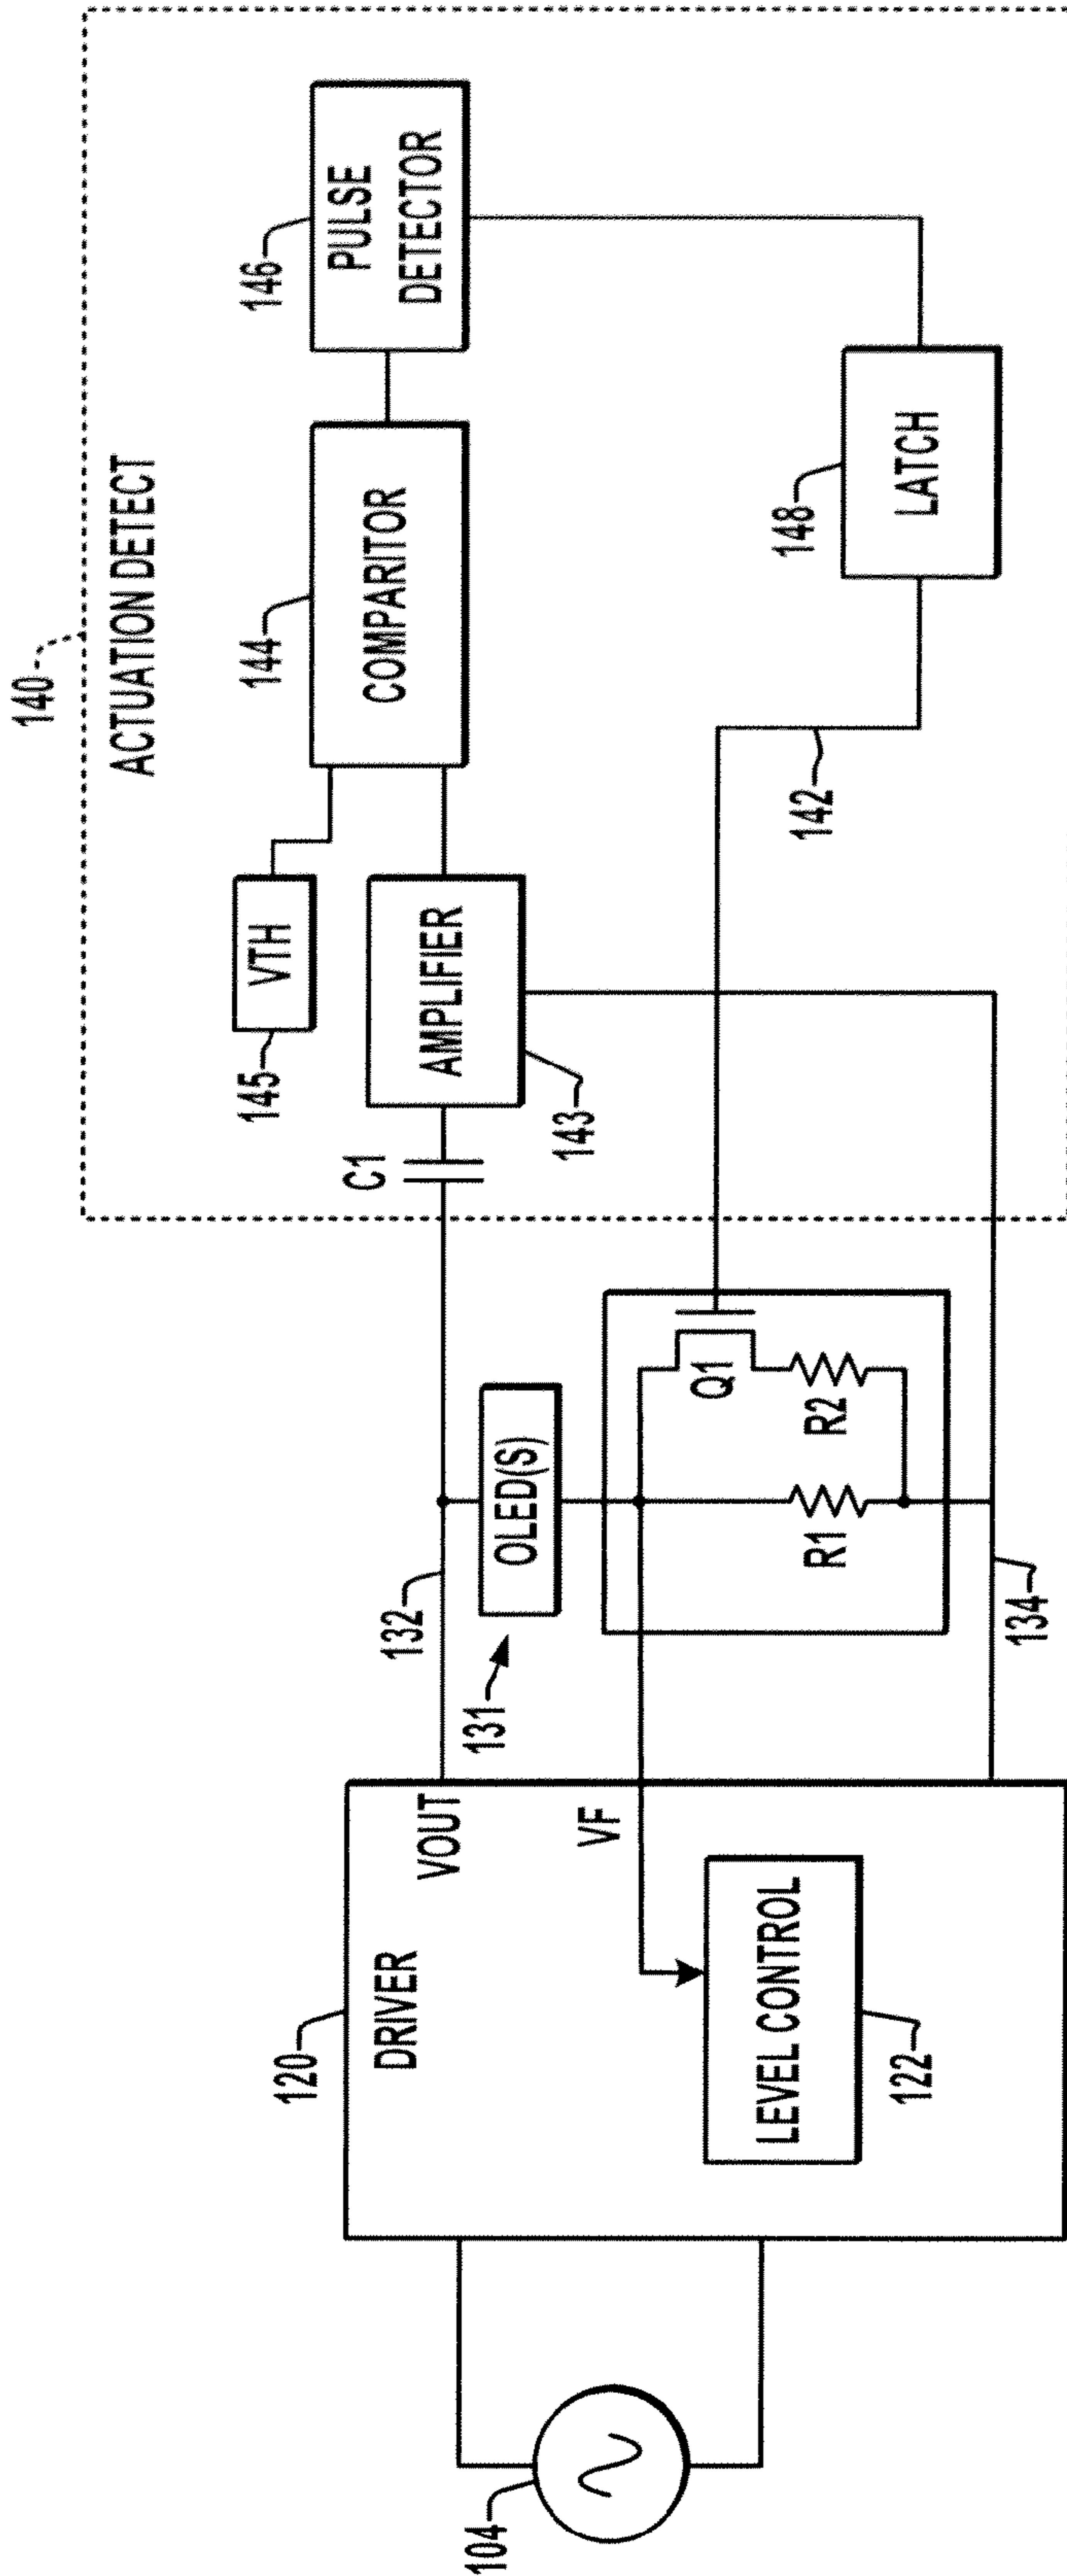 140
ACTUATION DETECT
146
PULSE
DETECTOR
144
COMPARITOR
VTH
145
AMPLIFIER
143
C1
148
LATCH
142
132
OLED(S)
131
Q1
R2
R1
134
120
DRIVER
VOUT
VF
LEVEL CONTROL
122
104